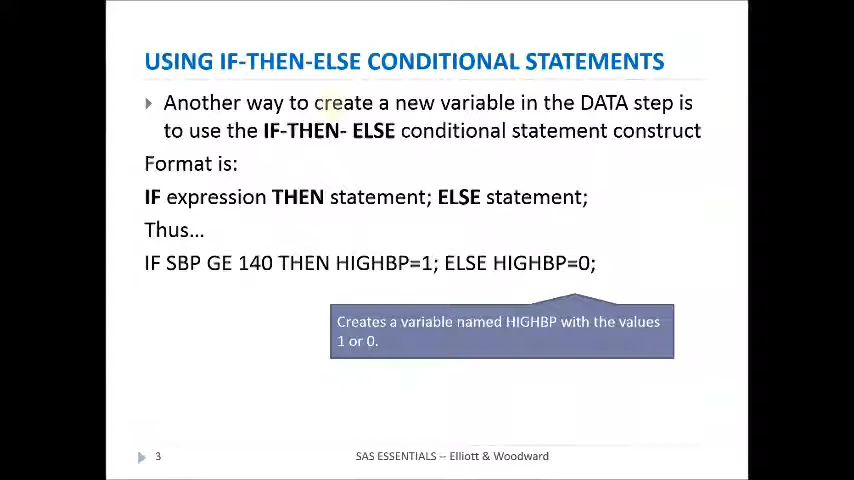 USING IF-THEN-ELSE CONDITIONAL STATEMENTS
Another way to create a new variable in the DATA step is
to use the IF-THEN- ELSE conditional statement construct
Format is:
IF expression THEN statement; ELSE statement;
Thus…
IF SBP GE 140 THEN HIGHBP=1; ELSE HIGHBP=0;
Creates a variable named HIGHBP with the values
1 or 0.
3
SAS ESSENTIALS -- Elliott & Woodward